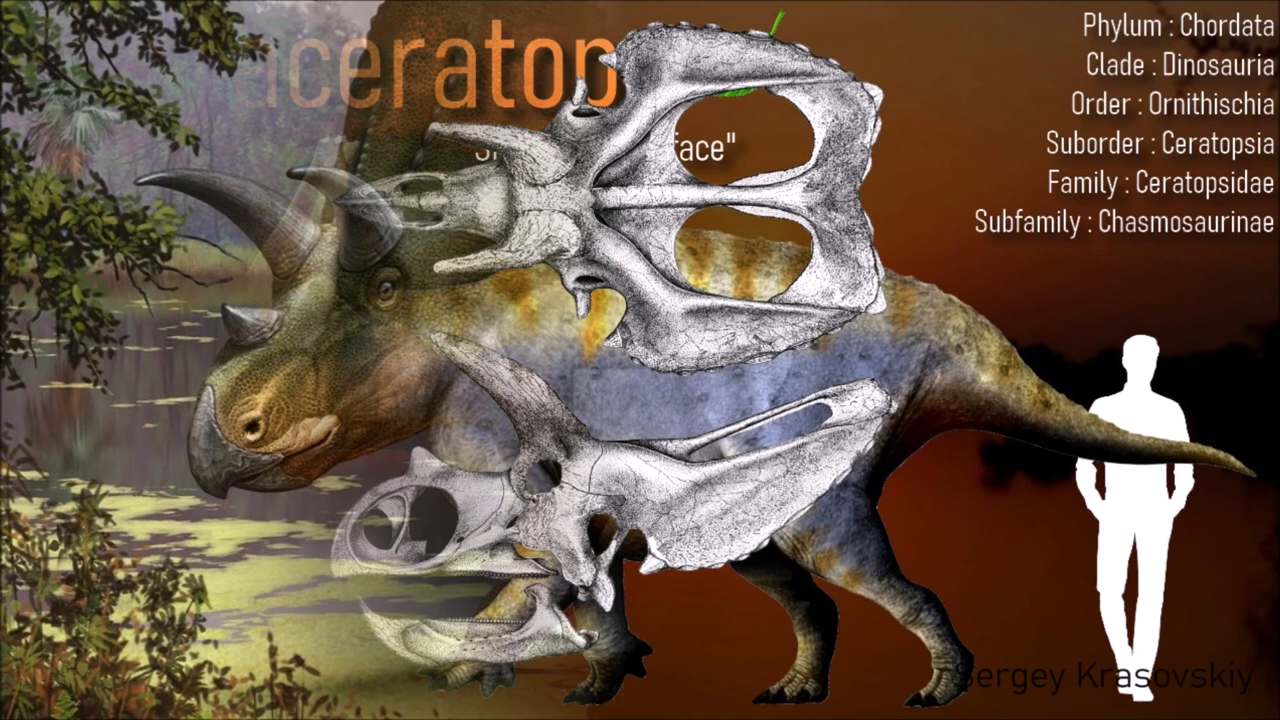 aceratop
face"
Phylum : Chordata
Clade : Dinosauria
Order : Ornithischia
Suborder : Ceratopsia
Family : Ceratopsidae
Subfamily : Chasmosaurinae
Sergey Krasovskiy